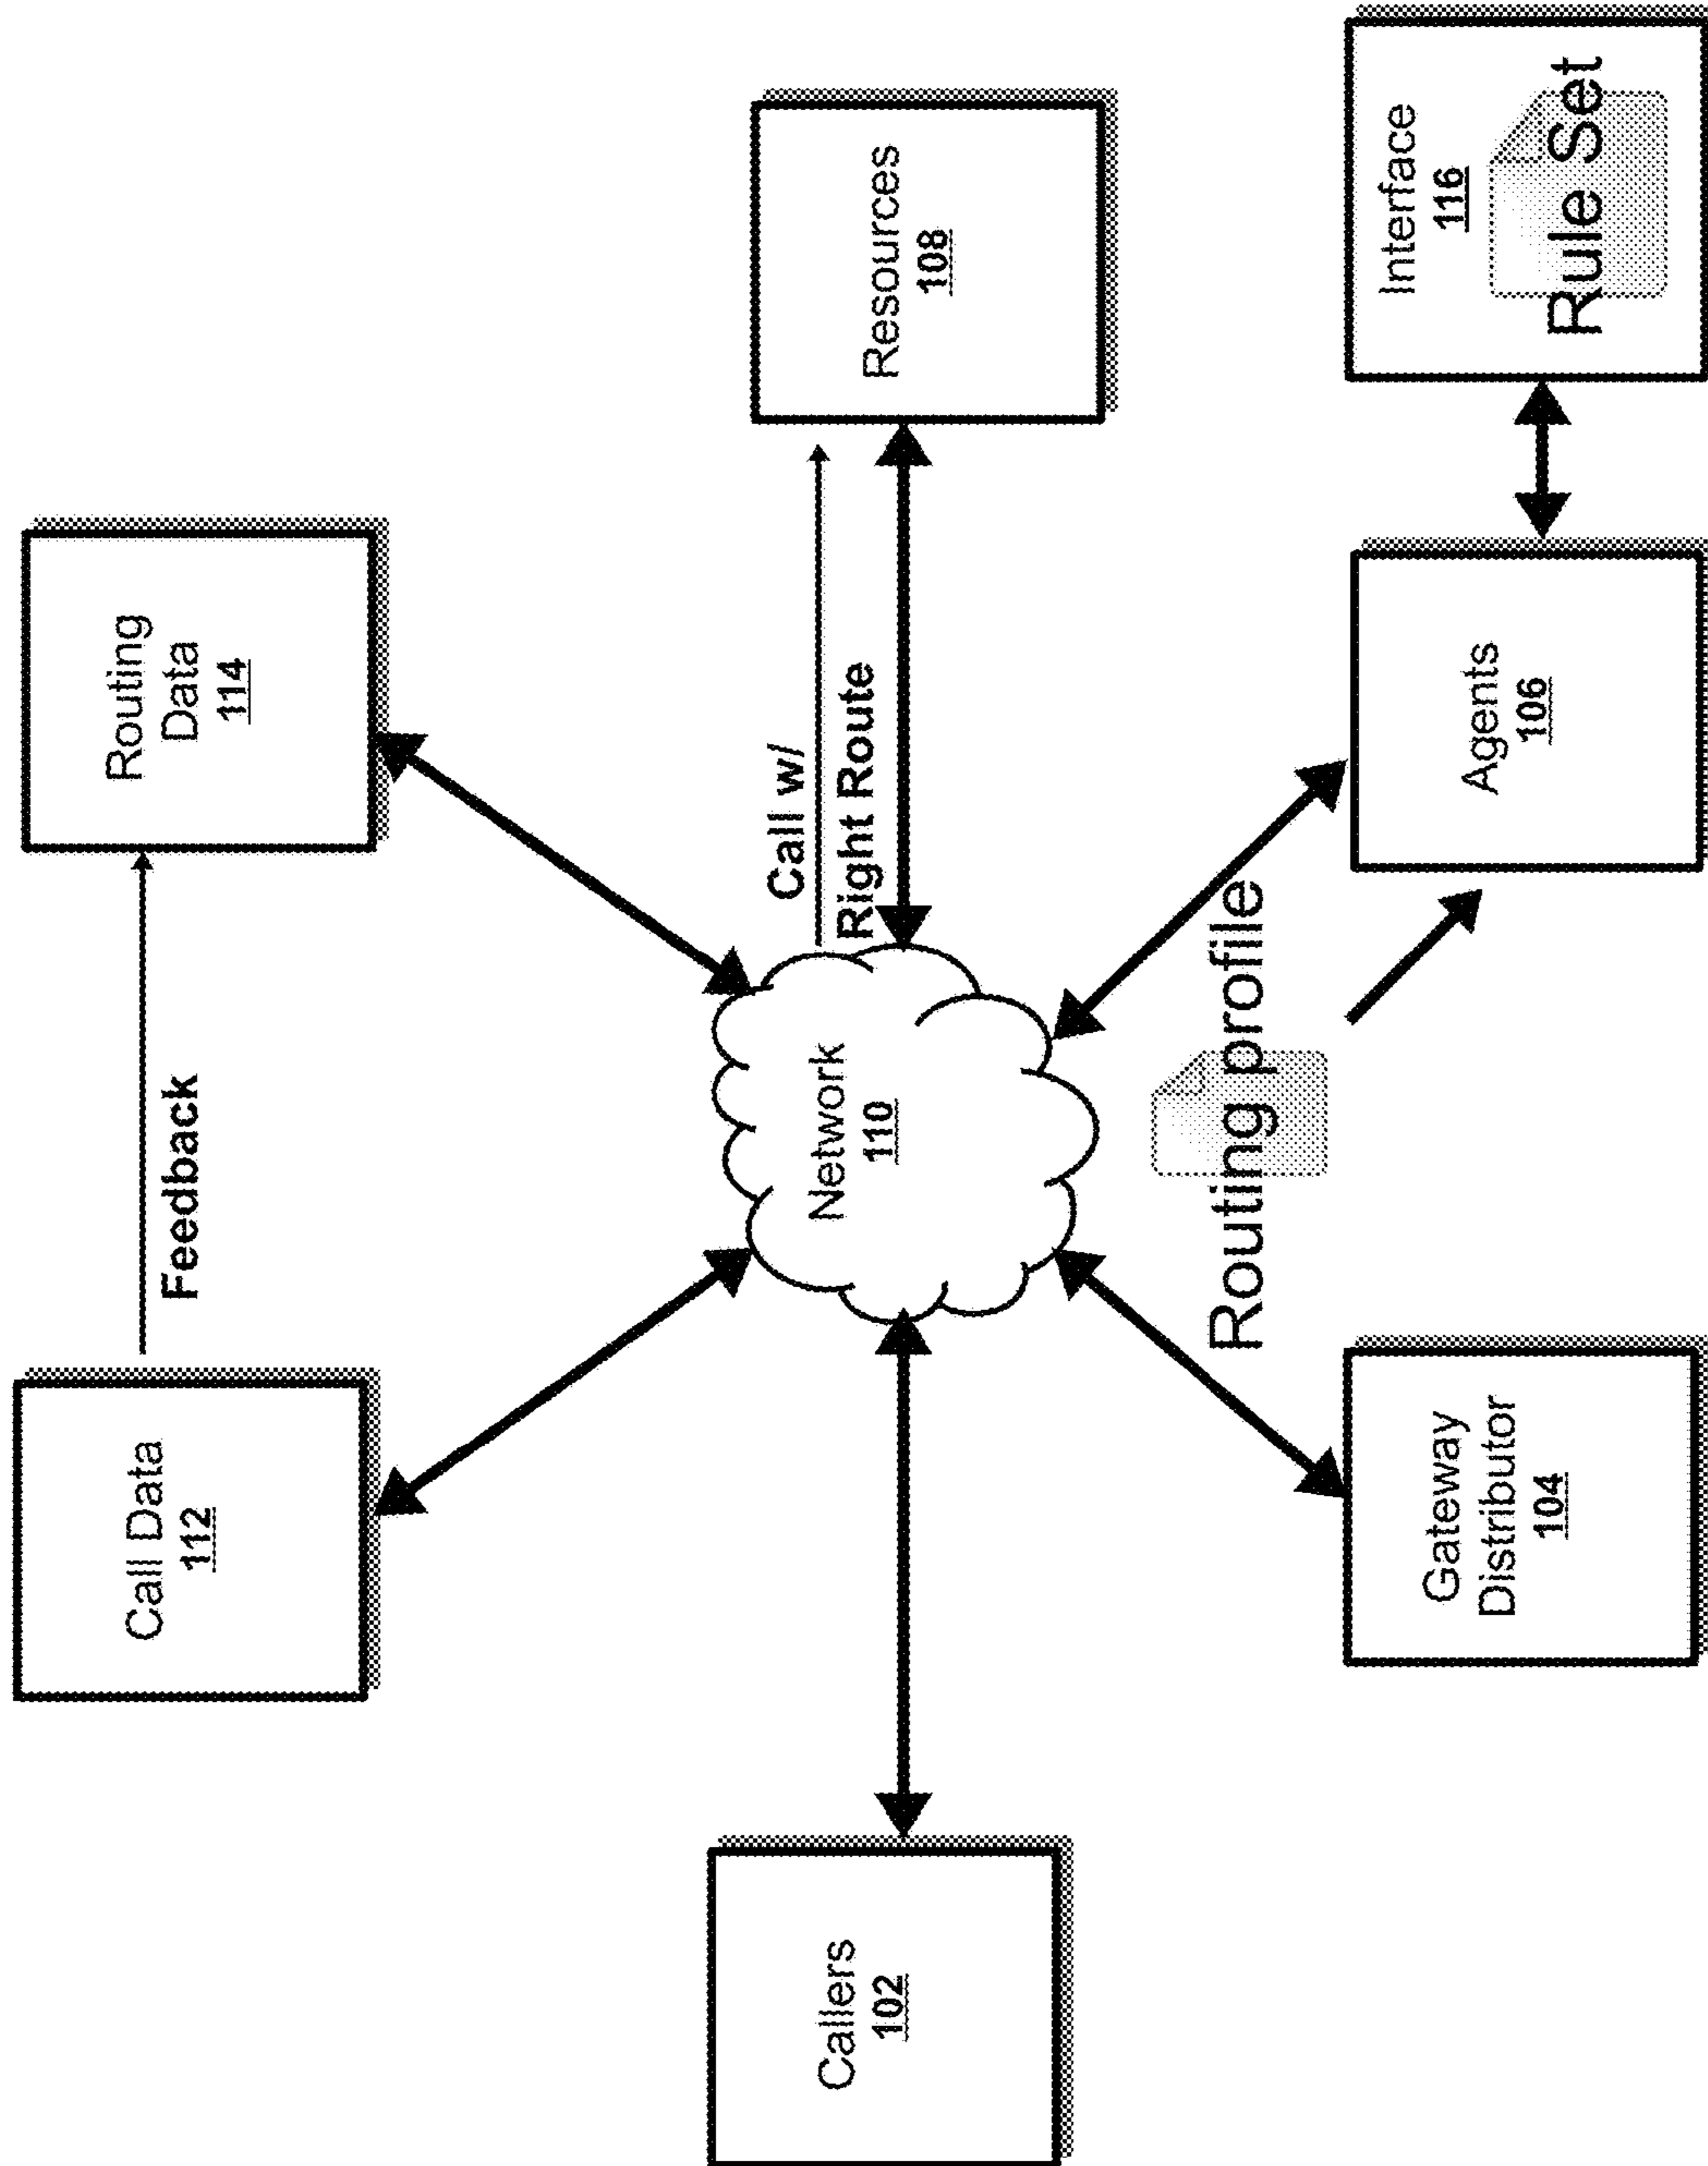 Call Data
112
Feedback
Routing
Data
114
Callers
102
Network
110
Call w/
Right Route
Resources
108
Routing profile
Gateway
Distributor
104
Agents
106
Interface
116
Rule Set